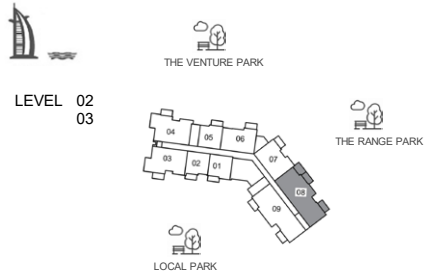 THE VENTURE PARK
LEVEL 02
03
THE RANGE PARK
04
05
06
03
02
01
07
08
09
LOCAL PARK